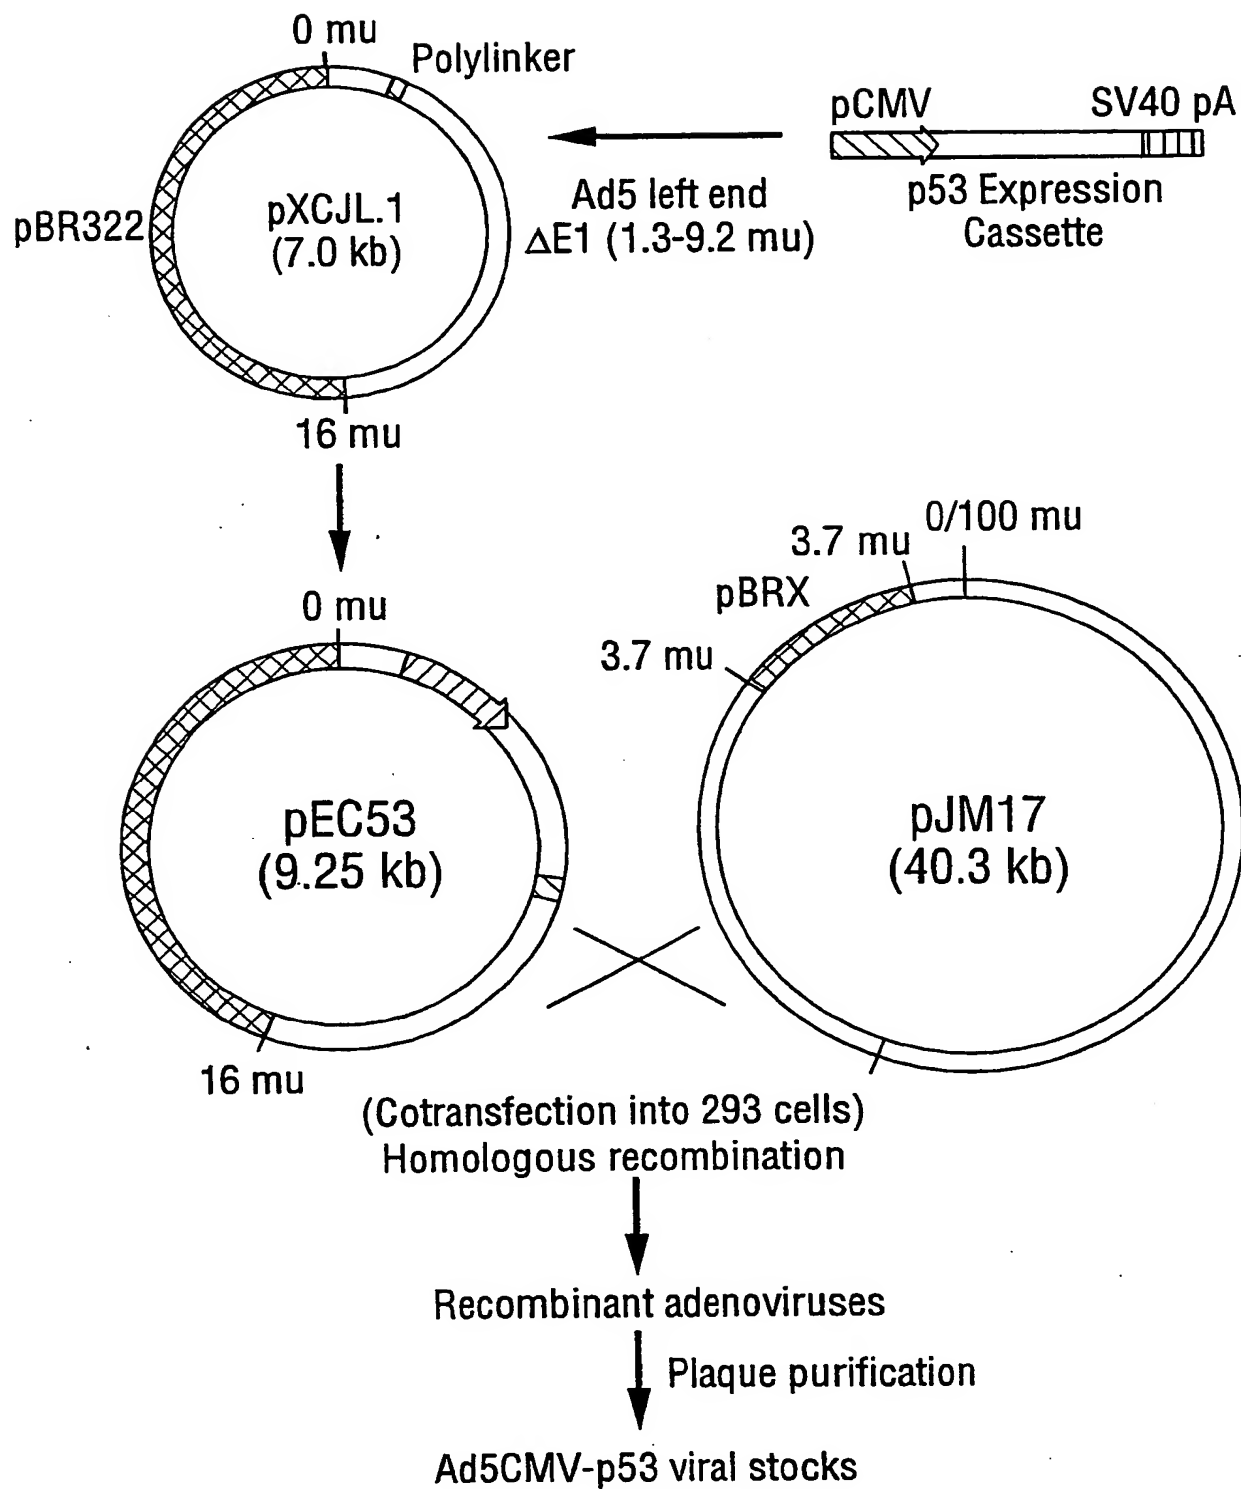 0 mu
Polylinker
pCMV
SV40 pA
pBR322
pXCJL.1
(7.0 kb)
Ad5 left end
ΔE1 (1.3-9.2 mu)
p53 Expression
Cassette
16 mu
0 mu
0/100 mu
3.7 mu
pBRX
3.7 mu
pEC53
(9.25 kb)
pJM17
(40.3 kb)
16 mu
(Cotransfection into 293 cells)
Homologous recombination
Recombinant adenoviruses
Plaque purification
Ad5CMV-p53 viral stocks